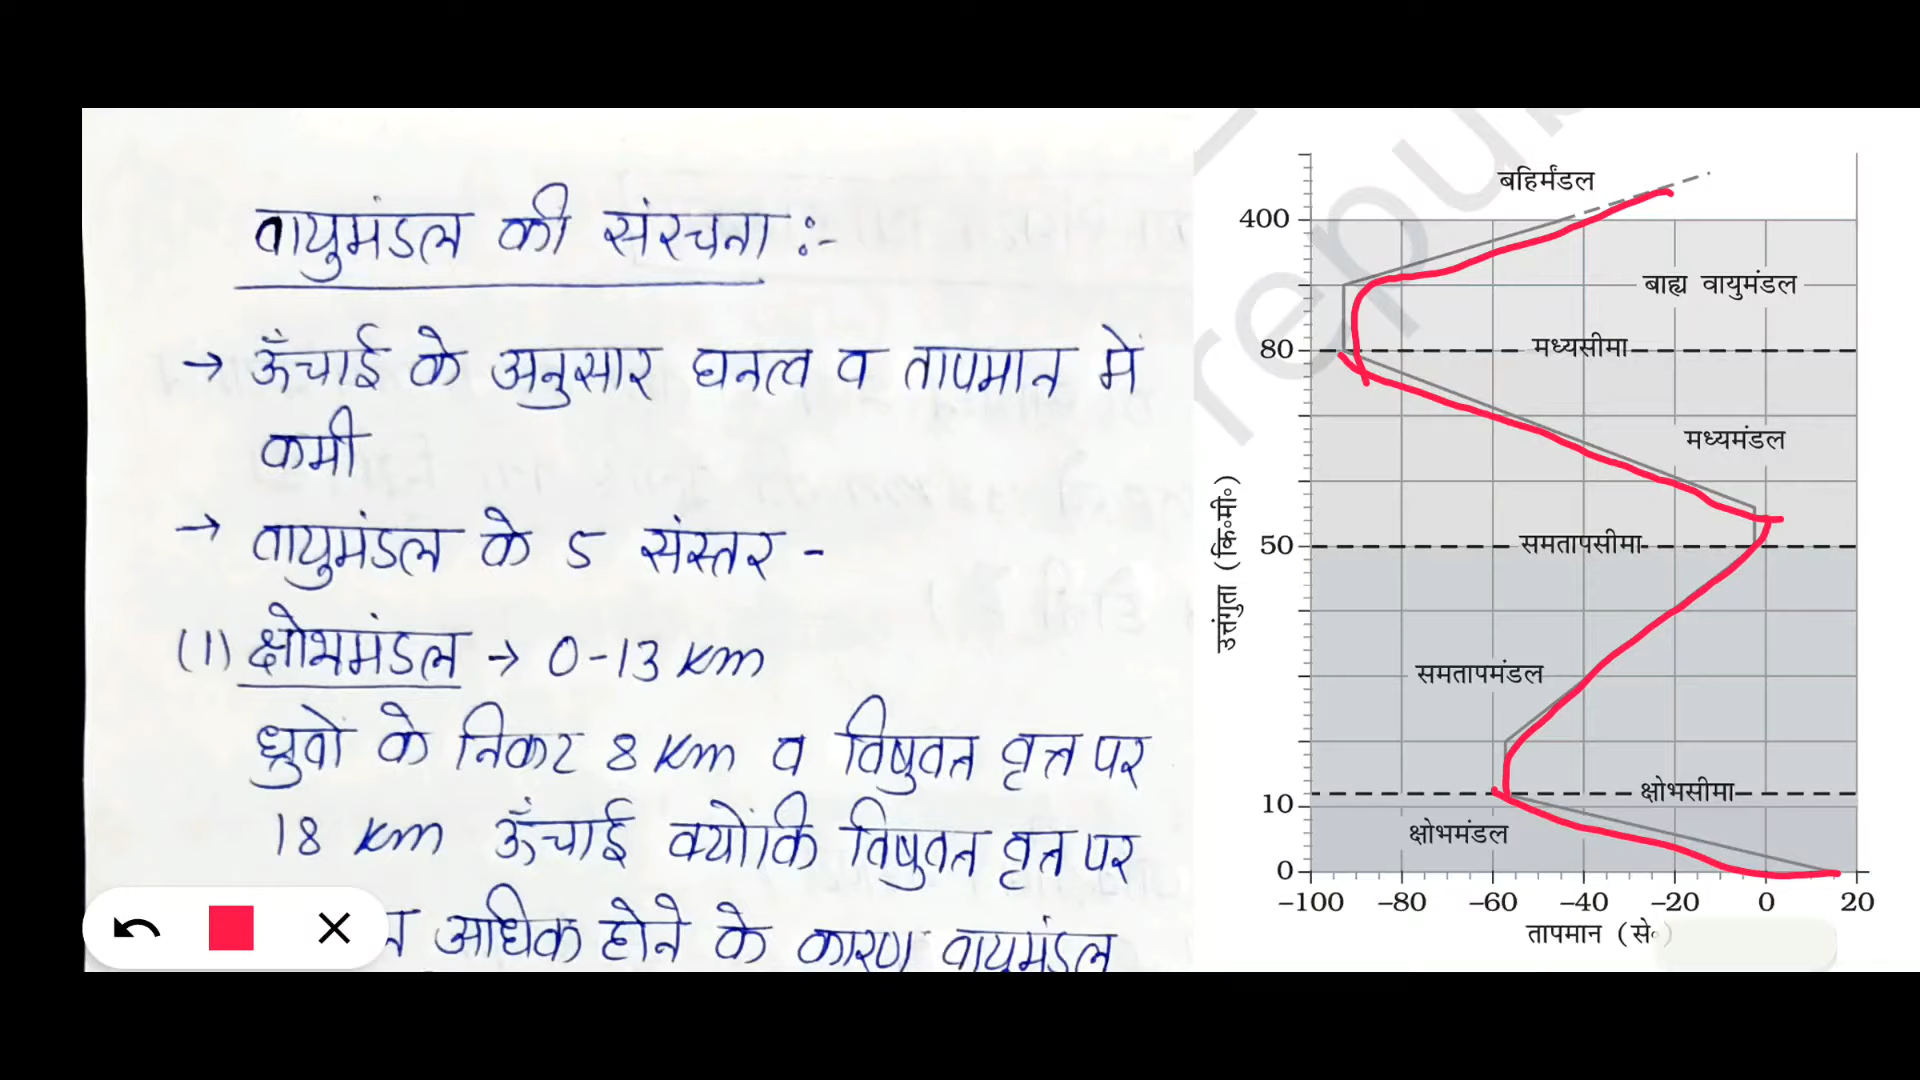 वायुमंडल की संरचना :-
→ ऊँचाई के अनुसार घनत्व व तापमान में
कमी
→ वायुमंडल के 5 संस्तर -
(1) क्षोभमंडल → 0-13 km
ध्रुवों के निकट 8 km व विषुवत वृत्त पर
18 km ऊँचाई क्योंकि विषुवत वृत्त पर
अधिक होने के कारण वायुमंडल
repub
बहिर्मंडल
400
बाह्य वायुमंडल
80
मध्यसीमा
मध्यमंडल
उत्तंगुता (कि॰मी॰)
50
समतापसीमा
समतापमंडल
क्षोभसीमा
10
क्षोभमंडल
0
–100 –80 –60 –40 –20 0 20
तापमान (से॰)